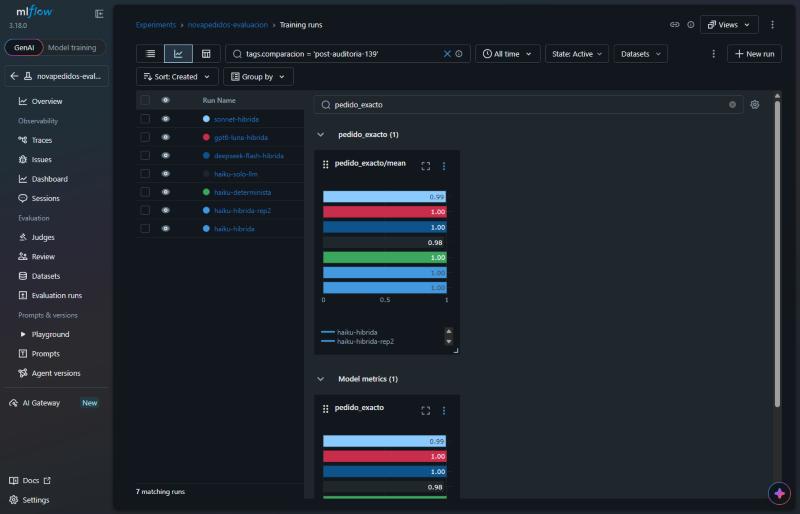 mlflow
3.18.0
GenAI
Model training
novapedidos-eval...
Overview
Observability
Traces
Issues
Dashboard
Sessions
Evaluation
Judges
Review
Datasets
Evaluation runs
Prompts & versions
Playground
Prompts
Agent versions
AI Gateway
New
Docs
Settings
Experiments > novapedidos-evaluacion > Training runs
Views
tags.comparacion = 'post-auditoria-139'
All time
State: Active
Datasets
New run
Sort: Created
Group by
Run Name
sonnet-hibrida
gpt6-luna-hibrida
deepseek-flash-hibrida
haiku-solo-llm
haiku-determinista
haiku-hibrida-rep2
haiku-hibrida
7 matching runs
pedido_exacto
pedido_exacto (1)
pedido_exacto/mean
0.99
1.00
1.00
0.98
1.00
1.00
1.00
0 0.5 1
haiku-hibrida
haiku-hibrida-rep2
Model metrics (1)
pedido_exacto
0.99
1.00
1.00
0.98